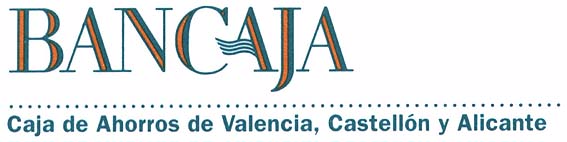 BANCAJA
Caja de Ahorros de Valencia, Castellón y Alicante